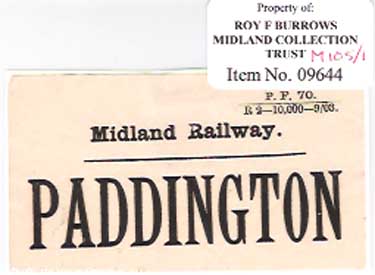 Property of:
ROY F BURROWS
MIDLAND COLLECTION
TRUST M105/1
Item No. 09644
P. F. 70.
R 2—10,000—9/03.
Midland Railway.
PADDINGTON